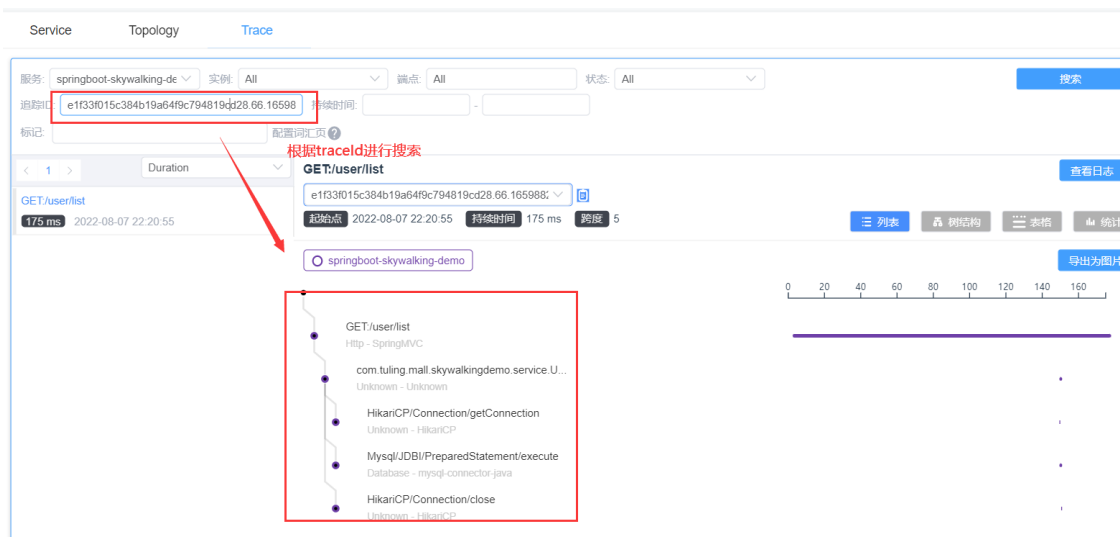 Service Topology Trace
服务: springboot-skywalking-de 实例: All 端点: All 状态: All 搜索
追踪ID: e1f33f015c384b19a64f9c794819cd28.66.16598 持续时间: -
标记: 配置词汇页 ?
根据traceId进行搜索
< 1 > Duration
GET:/user/list
175 ms 2022-08-07 22:20:55
GET:/user/list 查看日志
e1f33f015c384b19a64f9c794819cd28.66.165988
起始点 2022-08-07 22:20:55 持续时间 175 ms 跨度 5
列表 树结构 表格 统计
springboot-skywalking-demo 导出为图片
0 20 40 60 80 100 120 140 160
GET:/user/list
Http - SpringMVC
com.tuling.mall.skywalkingdemo.service.U...
Unknown - Unknown
HikariCP/Connection/getConnection
Unknown - HikariCP
Mysql/JDBI/PreparedStatement/execute
Database - mysql-connector-java
HikariCP/Connection/close
Unknown - HikariCP